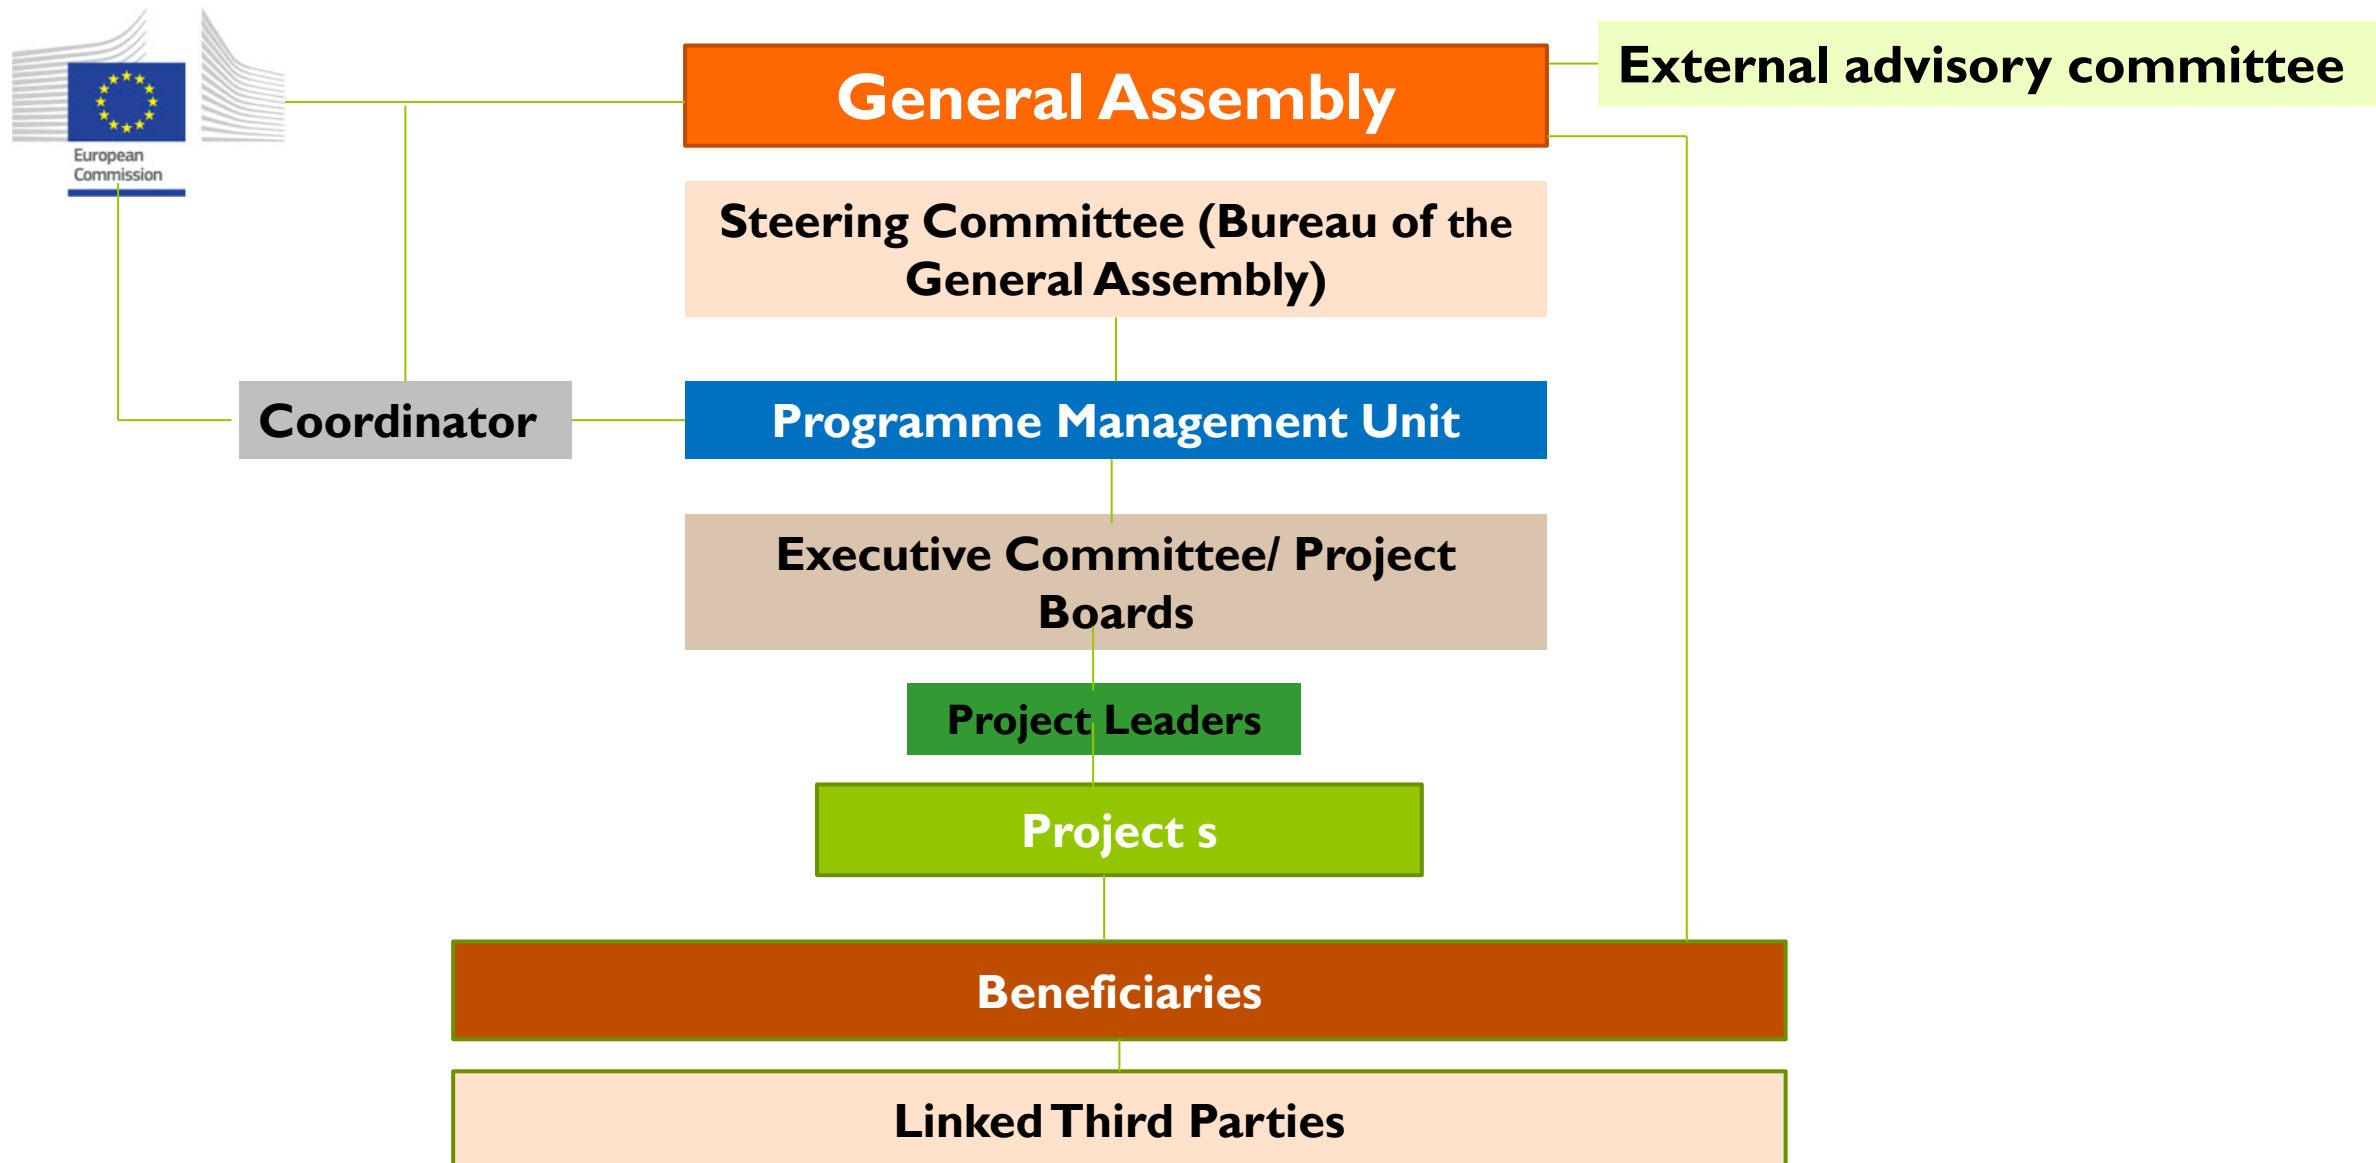 European
Commission
General Assembly
External advisory committee
Steering Committee (Bureau of the
General Assembly)
Coordinator
Programme Management Unit
Executive Committee/ Project
Boards
Project Leaders
Project s
Beneficiaries
Linked Third Parties